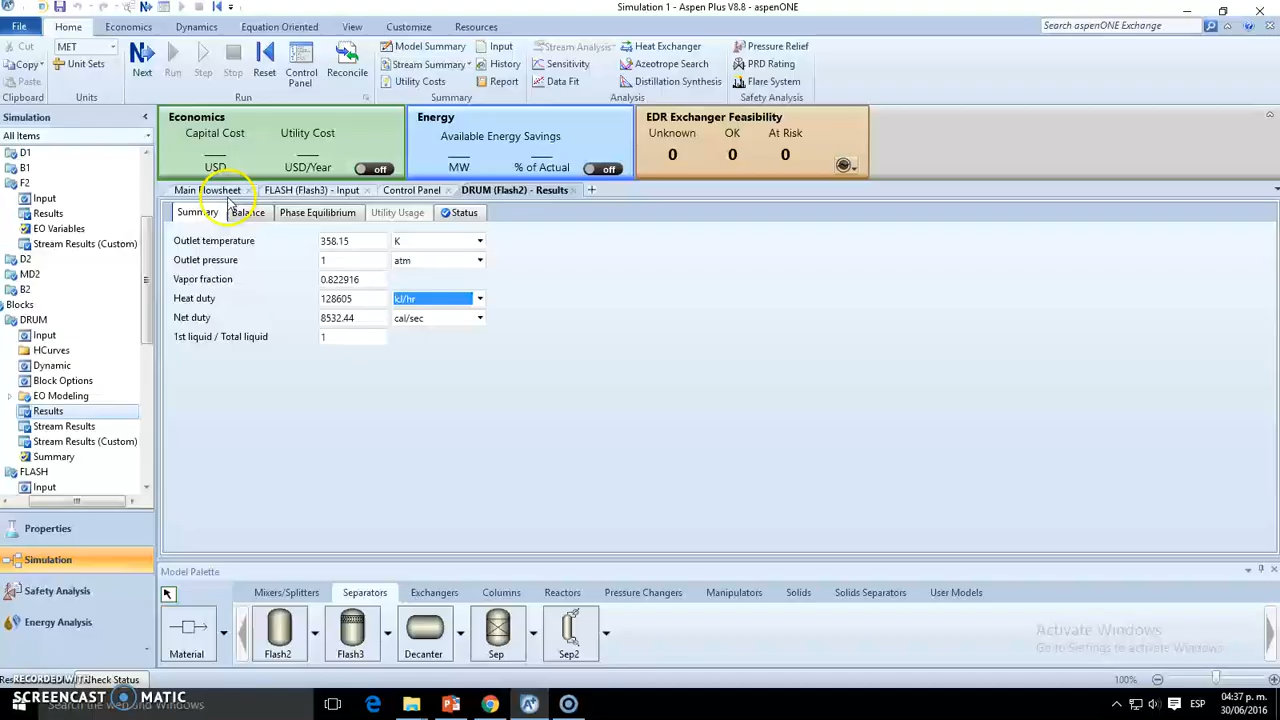 Simulation 1 - Aspen Plus V8.8 - aspenONE
File Home Economics Dynamics Equation Oriented View Customize Resources Search aspenONE Exchange
Cut MET Model Summary Input Stream Analysis Heat Exchanger Pressure Relief
Copy Unit Sets Next Run Step Stop Reset Control Panel Reconcile Stream Summary History Sensitivity Azeotrope Search PRD Rating
Paste Utility Costs Report Data Fit Distillation Synthesis Flare System
Clipboard Units Run Summary Analysis Safety Analysis
Simulation
All Items
Economics
Capital Cost Utility Cost
USD USD/Year off
Energy
Available Energy Savings
MW % of Actual off
EDR Exchanger Feasibility
Unknown OK At Risk
0 0 0
Main Flowsheet FLASH (Flash3) - Input Control Panel DRUM (Flash2) - Results
Summary Balance Phase Equilibrium Utility Usage Status
Outlet temperature 358.15 K
Outlet pressure 1 atm
Vapor fraction 0.822916
Heat duty 128605 kJ/hr
Net duty 8532.44 cal/sec
1st liquid / Total liquid 1
D1
B1
F2
Input
Results
EO Variables
Stream Results (Custom)
D2
MD2
B2
Blocks
DRUM
Input
HCurves
Dynamic
Block Options
EO Modeling
Results
Stream Results
Stream Results (Custom)
Summary
FLASH
Input
Properties
Simulation
Safety Analysis
Energy Analysis
Model Palette
Mixers/Splitters Separators Exchangers Columns Reactors Pressure Changers Manipulators Solids Solids Separators User Models
Material Flash2 Flash3 Decanter Sep Sep2
Activate Windows
Go to Settings to activate Windows.
RECORDED WITH Check Status 100%
SCREENCAST MATIC
Search the web and Windows
ESP 04:37 p.m.
30/06/2016